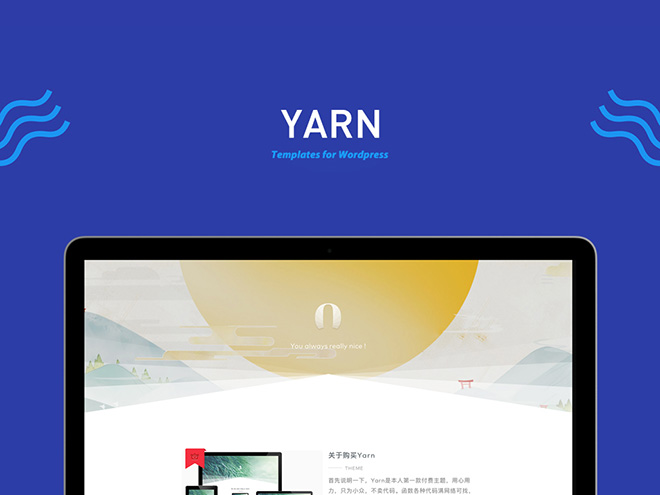 YARN
Templates for Wordpress
n
You always really nice !
关于购买Yarn
THEME
首先说明一下，Yarn是本人第一款付费主题，用心用
力，只为小众，不卖代码。函数各种代码满网络可找，